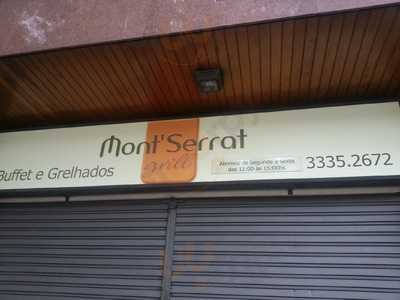 Mont'Serrat
grill
Buffet e Grelhados
Abrimos de segunda a sexta
das 11:00 às 15:00hs.
3335.2672